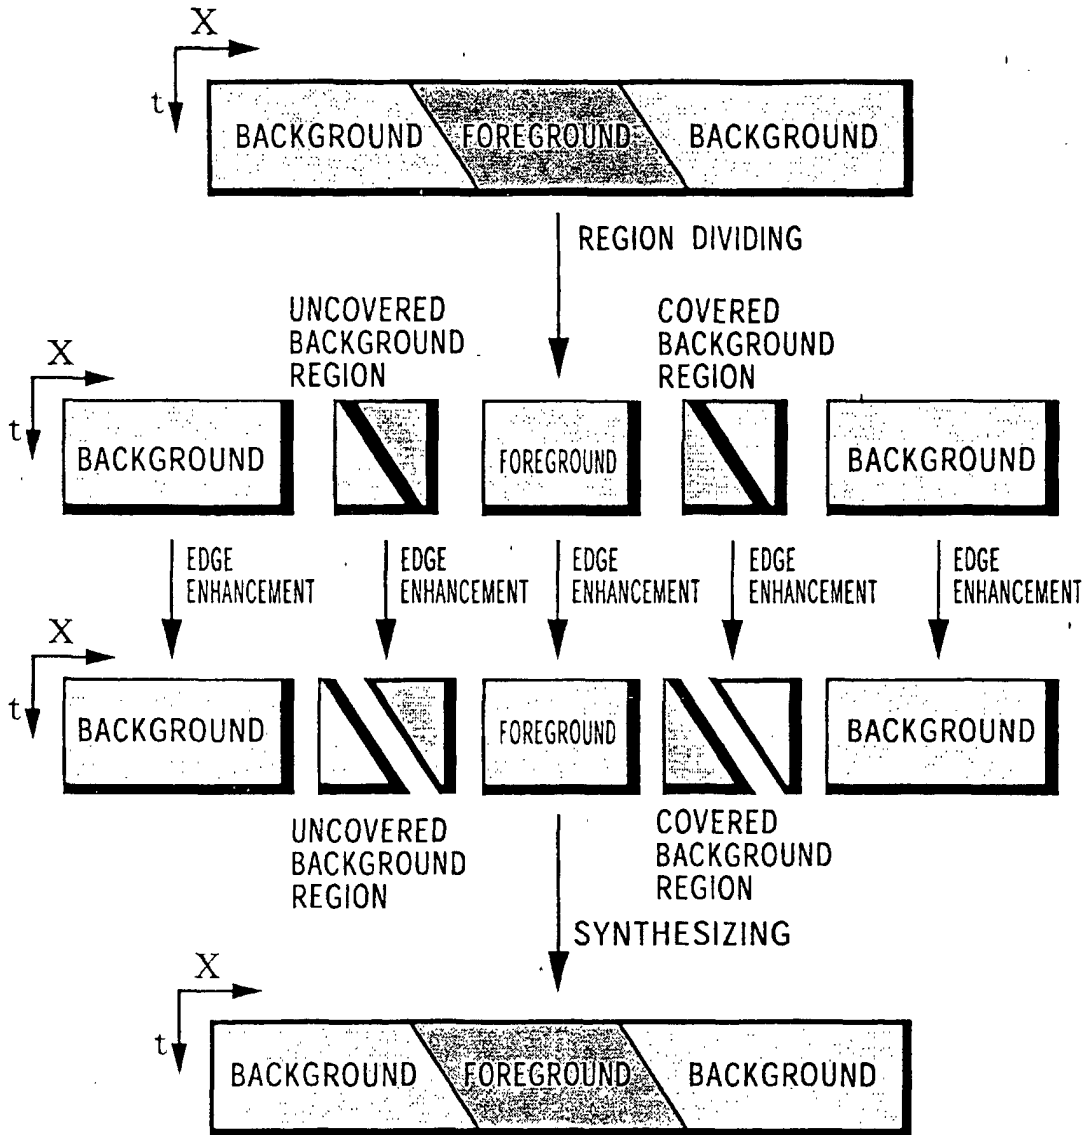 X
t
BACKGROUND
FOREGROUND
BACKGROUND
REGION DIVIDING
UNCOVERED
BACKGROUND
REGION
COVERED
BACKGROUND
REGION
X
t
BACKGROUND
FOREGROUND
BACKGROUND
EDGE
ENHANCEMENT
EDGE
ENHANCEMENT
EDGE
ENHANCEMENT
EDGE
ENHANCEMENT
EDGE
ENHANCEMENT
X
t
BACKGROUND
FOREGROUND
BACKGROUND
UNCOVERED
BACKGROUND
REGION
COVERED
BACKGROUND
REGION
SYNTHESIZING
X
t
BACKGROUND
FOREGROUND
BACKGROUND